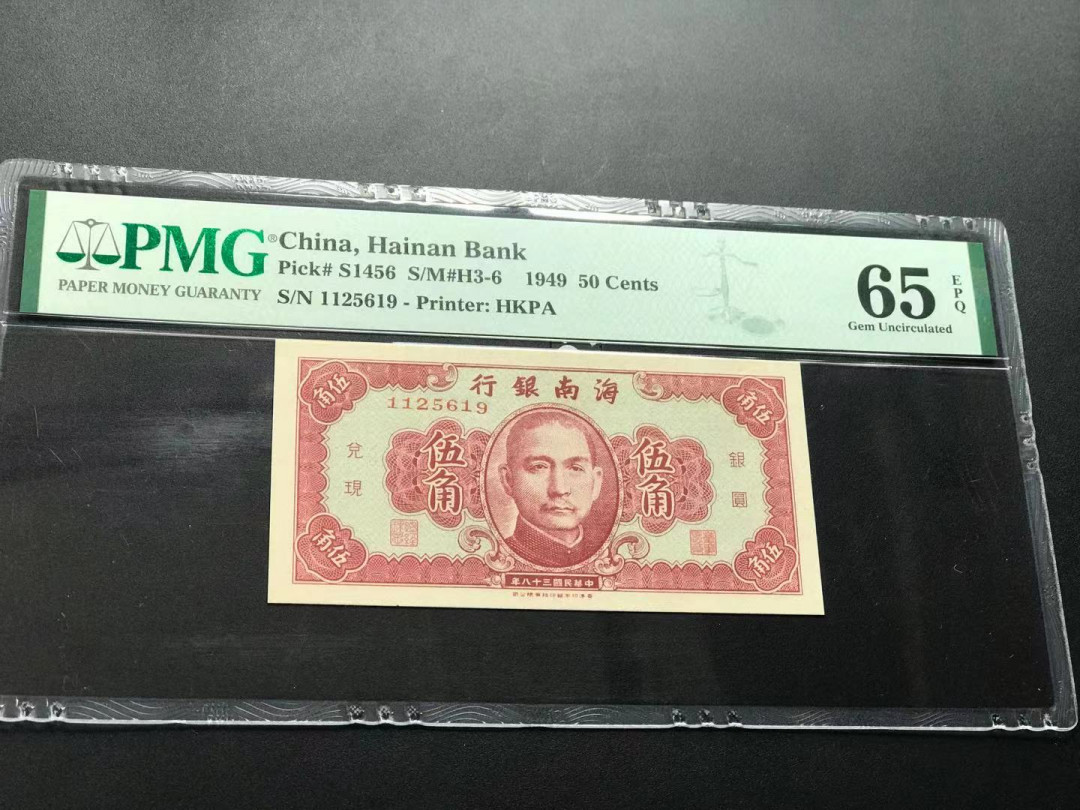 PMG®
PAPER MONEY GUARANTY
China, Hainan Bank
Pick# S1456 S/M#H3-6 1949 50 Cents
S/N 1125619 - Printer: HKPA
65
EPQ
Gem Uncirculated
行銀南海
1125619
角伍
角伍
兌現
伍角
伍角
銀圓
角伍
角伍
年八十三國民華中